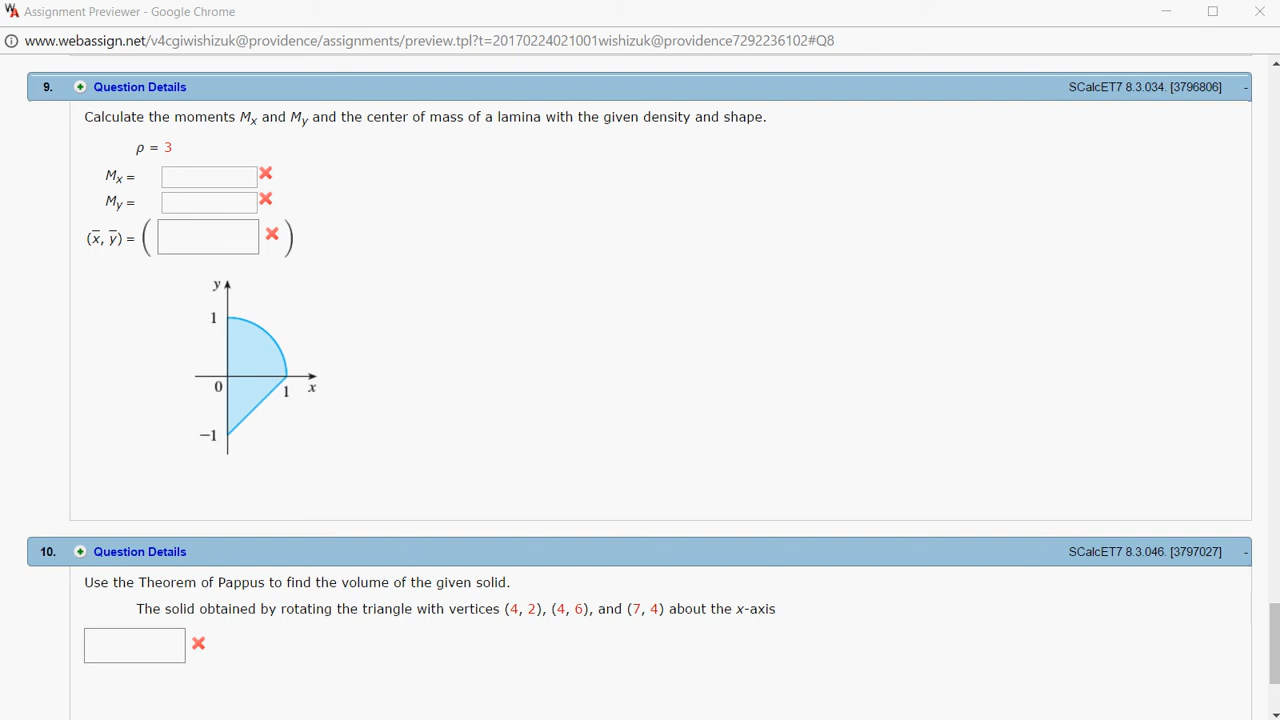 Assignment Previewer - Google Chrome
www.webassign.net/v4cgiwishizuk@providence/assignments/preview.tpl?t=20170224021001wishizuk@providence7292236102#Q8
9. Question Details SCalcET7 8.3.034. [3796806] -
Calculate the moments Mx and My and the center of mass of a lamina with the given density and shape.
ρ = 3
Mx =
My =
(x̅, y̅) = ( )
y
1
0
1 x
−1
10. Question Details SCalcET7 8.3.046. [3797027] -
Use the Theorem of Pappus to find the volume of the given solid.
The solid obtained by rotating the triangle with vertices (4, 2), (4, 6), and (7, 4) about the x-axis